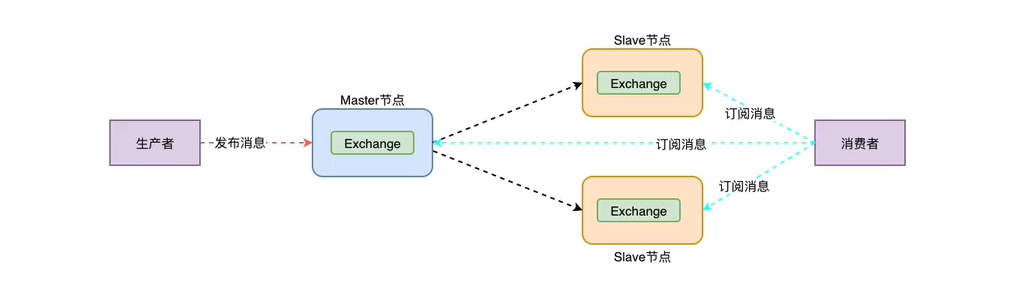 Slave节点
Exchange
Master节点
订阅消息
生产者
发布消息
Exchange
订阅消息
消费者
订阅消息
Exchange
Slave节点